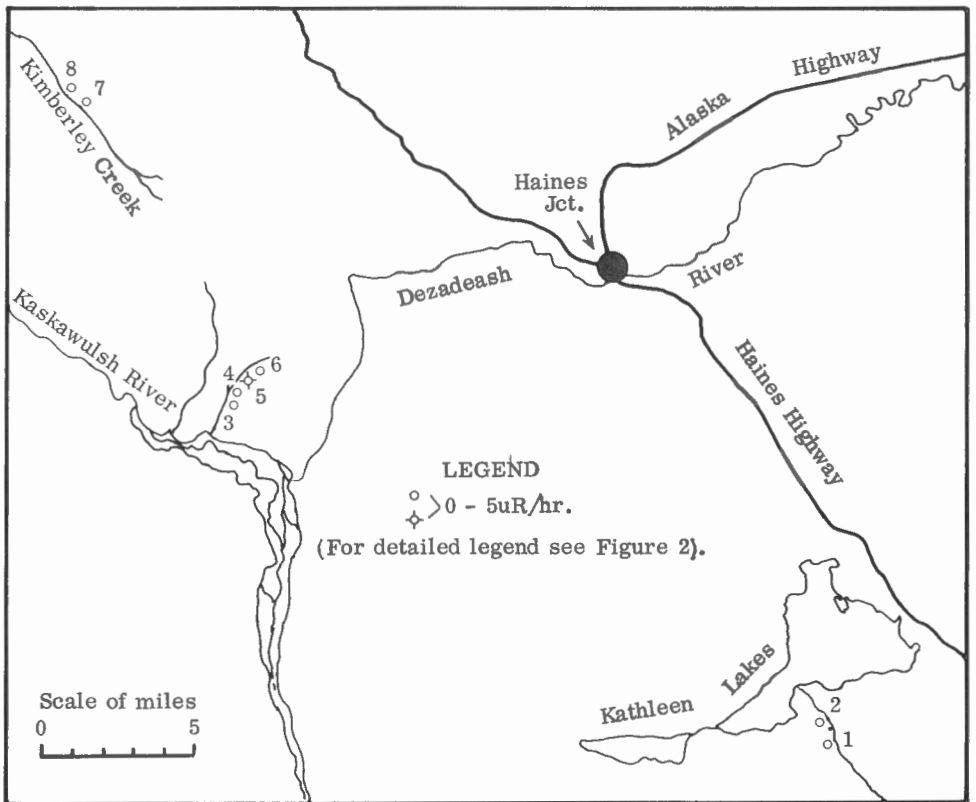 Alaska Highway
8
7
Kimberley Creek
Haines
Jct.
Dezadeash River
Kaskawulsh River
4
6
5
3
Haines Highway
LEGEND
0 - 5uR/hr.
(For detailed legend see Figure 2).
Scale of miles
0 5
Kathleen Lakes
2
1